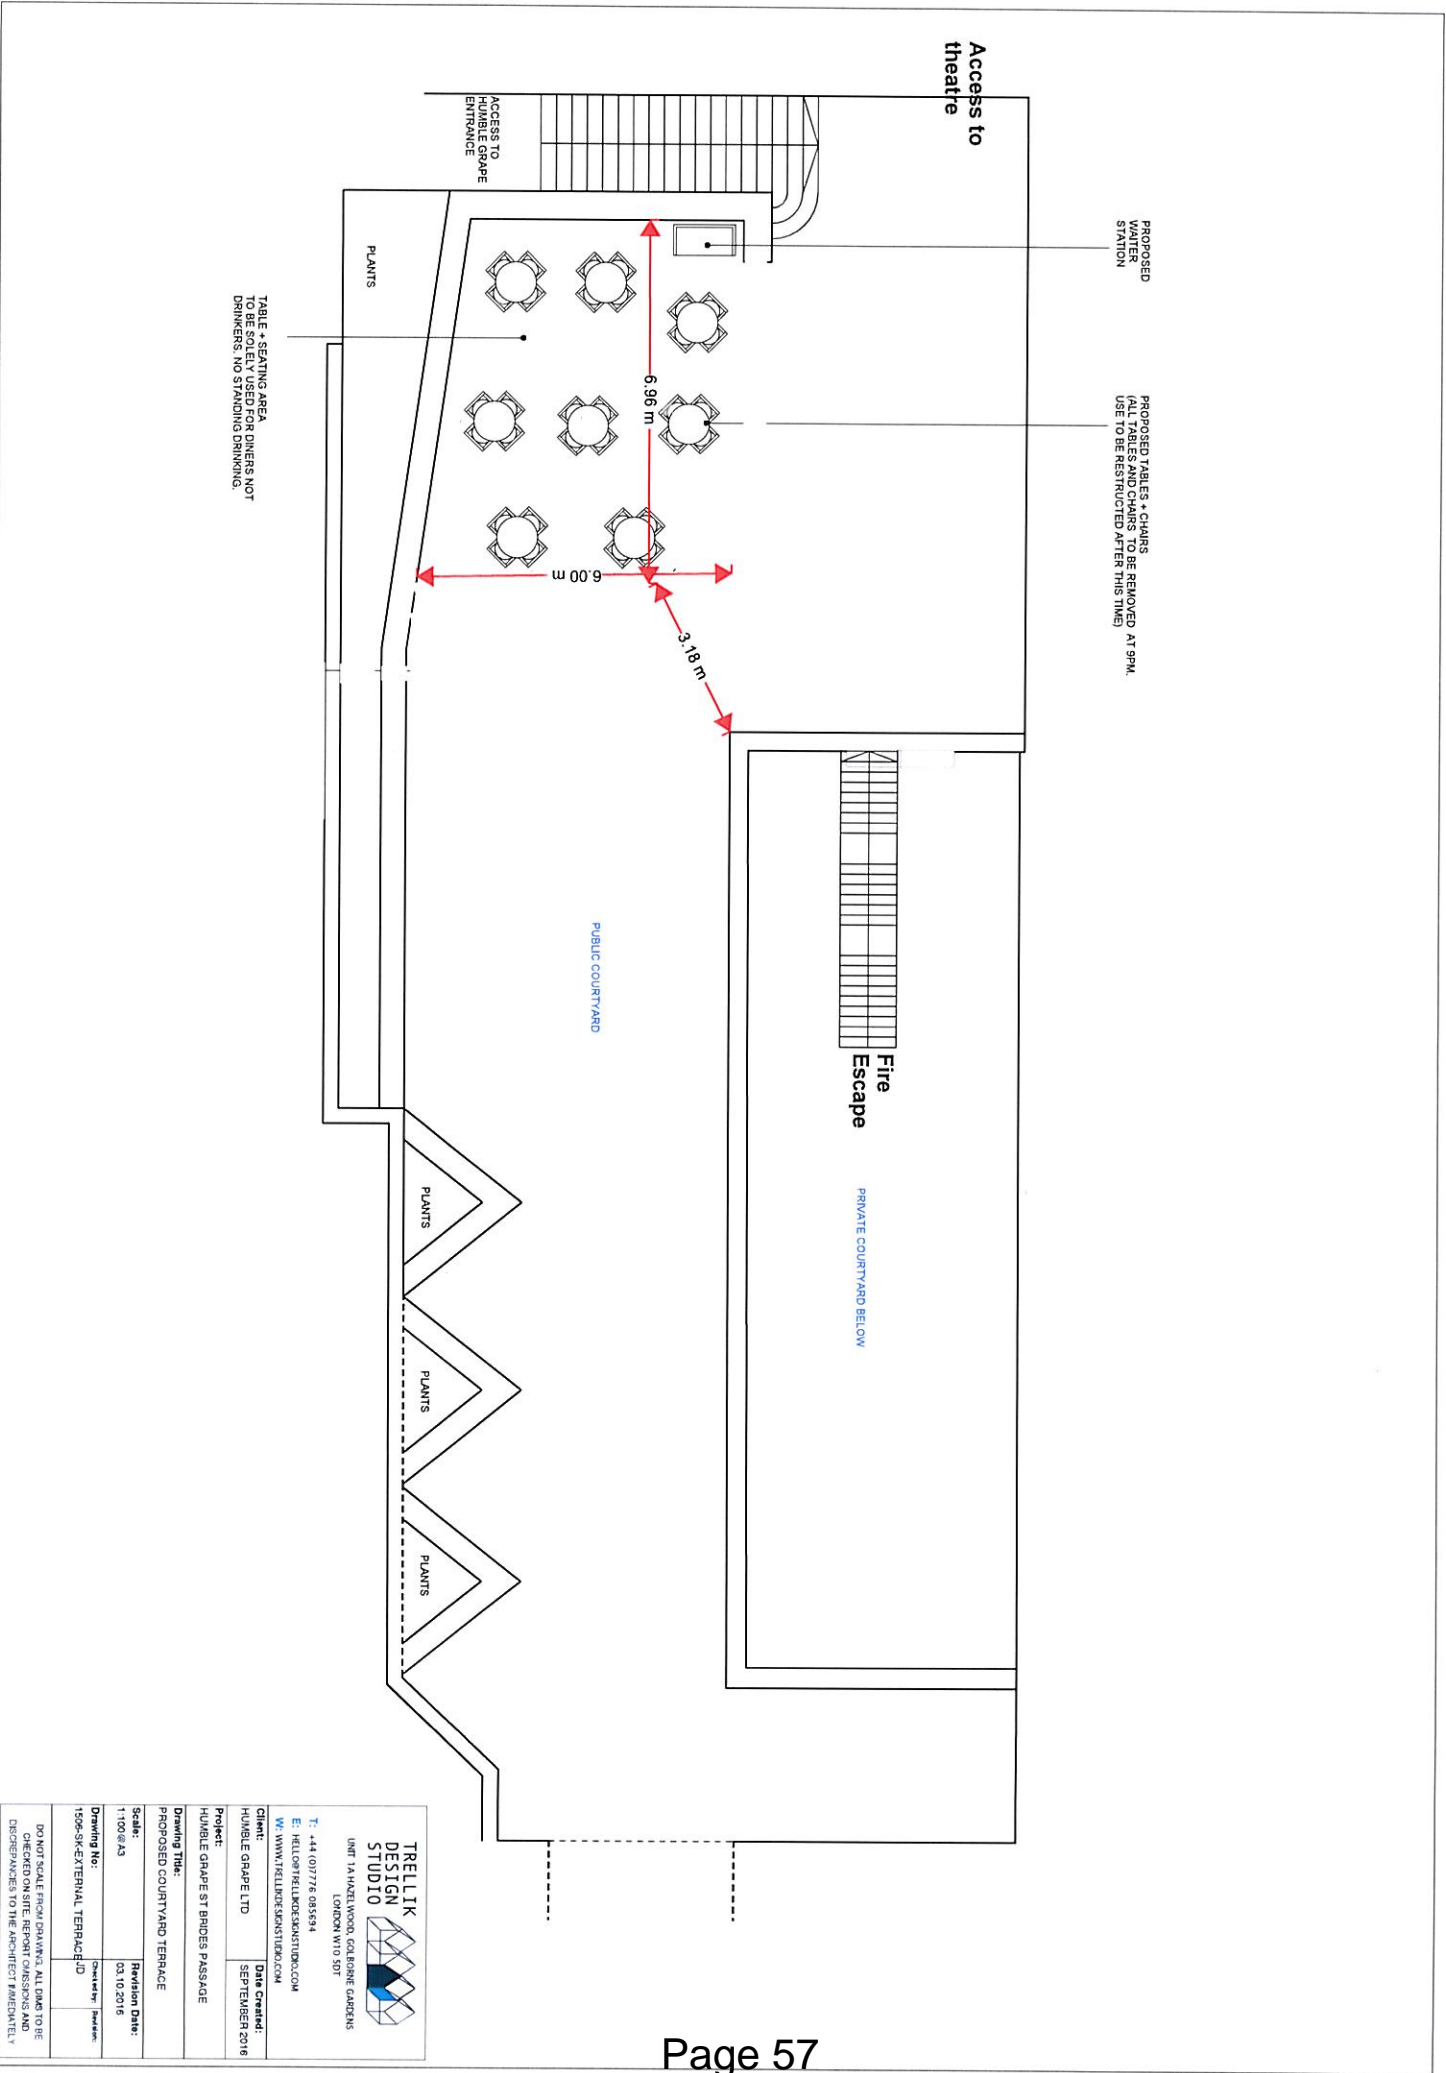 Access to
theatre
PROPOSED
WAITER
STATION
PROPOSED TABLES + CHAIRS
(ALL TABLES AND CHAIRS TO BE REMOVED AT 9PM.
USE TO BE RESTRUCTED AFTER THIS TIME)
ACCESS TO
HUMBLE GRAPE
ENTRANCE
PLANTS
TABLE + SEATING AREA
TO BE SOLELY USED FOR DINERS NOT
DRINKERS. NO STANDING DRINKING.
6.96 m
6.00 m
3.18 m
PUBLIC COURTYARD
Fire
Escape
PRIVATE COURTYARD BELOW
PLANTS
PLANTS
PLANTS
TRELLIK
DESIGN
STUDIO
UNIT 1A HAZELWOOD, GOLBORNE GARDENS
LONDON W10 5DT
T: +44 (0)7776 085694
E: HELLO@TRELLIKDESIGNSTUDIO.COM
W: WWW.TRELLIKDESIGNSTUDIO.COM
Client: Date Created:
HUMBLE GRAPE LTD SEPTEMBER 2016
Project:
HUMBLE GRAPE ST BRIDES PASSAGE
Drawing Title:
PROPOSED COURTYARD TERRACE
Scale: Revision Date:
1:100@A3 03.10.2016
Drawing No: Checked by: Revision:
1506-SK-EXTERNAL TERRACE JD
DO NOT SCALE FROM DRAWING. ALL DIMS TO BE
CHECKED ON SITE. REPORT OMISSIONS AND
DISCREPANCIES TO THE ARCHITECT IMMEDIATELY
Page 57